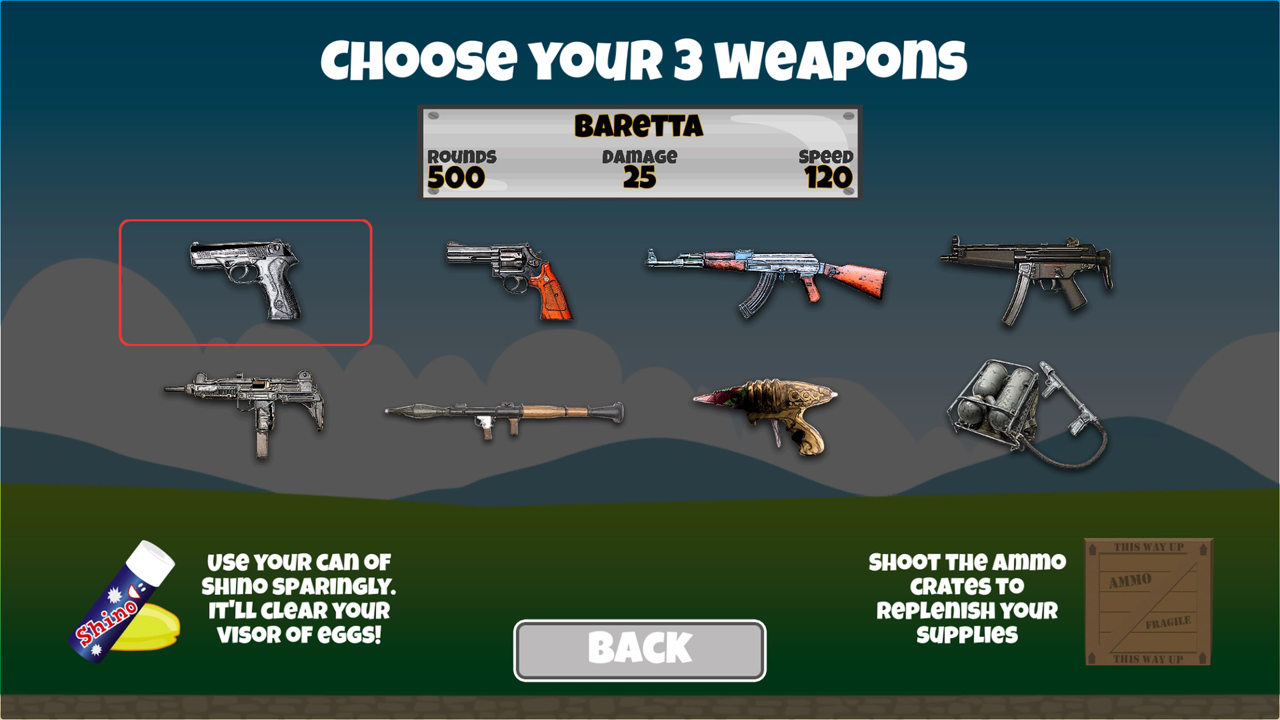 CHOOSE YOUR 3 WEAPONS
BARETTA
ROUNDS DAMAGE SPEED
500 25 120
USE YOUR CAN OF
SHINO SPARINGLY.
IT'LL CLEAR YOUR
VISOR OF EGGS!
Shino
SHOOT THE AMMO
CRATES TO
REPLENISH YOUR
SUPPLIES
THIS WAY UP
AMMO
FRAGILE
THIS WAY UP
BACK